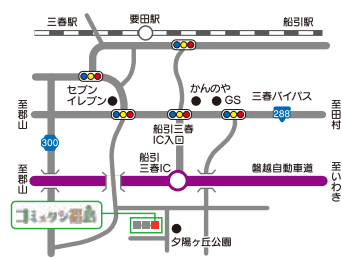 三春駅
要田駅
船引駅
セブン
イレブン
かんのや
GS
三春バイパス
至郡山
288
至田村
船引三春
IC入口
300
船引
三春IC
磐越自動車道
至郡山
至いわき
夕陽ヶ丘公園